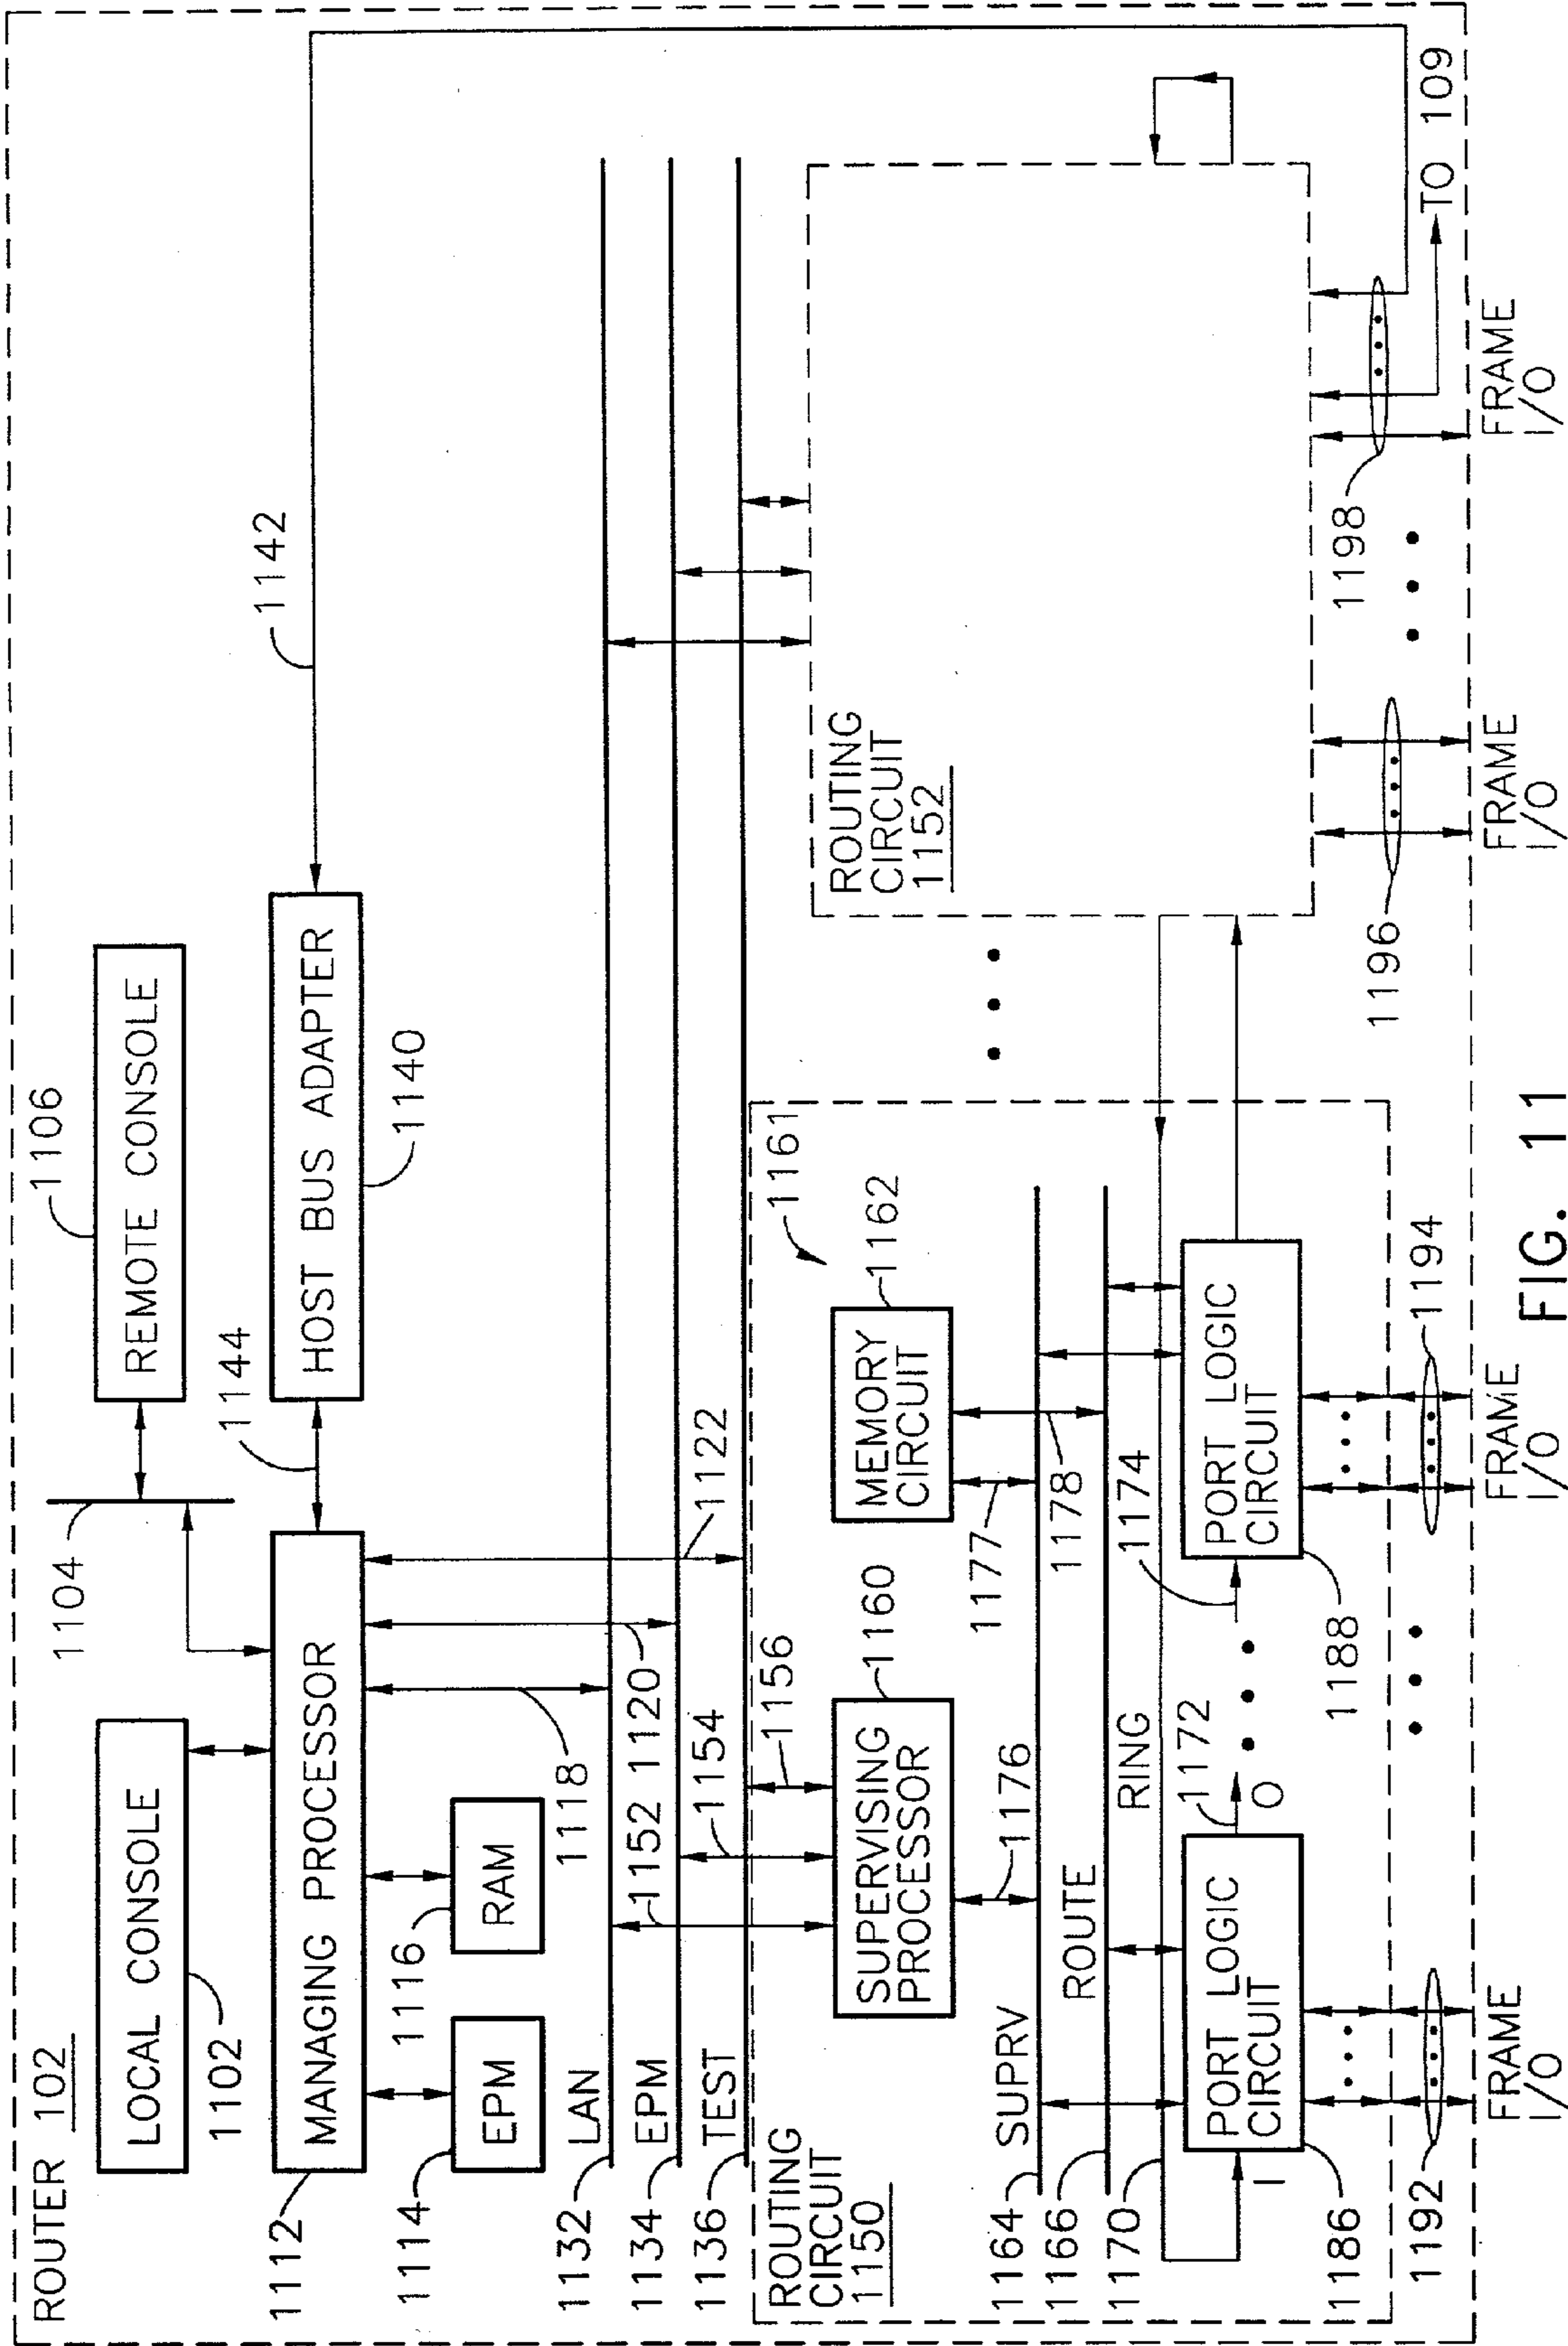 ROUTER 102
1104
1106
LOCAL CONSOLE
REMOTE CONSOLE
1102
1144
1142
1112
MANAGING PROCESSOR
HOST BUS ADAPTER
1140
1114
1116
EPM
RAM
1118
1120
1122
1132
LAN
1152
1134
EPM
1154
1136
TEST
1156
ROUTING
CIRCUIT
1150
1160
1161
1162
SUPERVISING
PROCESSOR
MEMORY
CIRCUIT
ROUTING
CIRCUIT
1152
1176
1177
1178
1164
SUPRV
1166
ROUTE
1170
RING
1172
1174
I
PORT LOGIC
CIRCUIT
O
PORT LOGIC
CIRCUIT
1186
1188
1192
1194
1196
1198
TO 109
FRAME
I/O
FRAME
I/O
FRAME
I/O
FRAME
I/O
FIG. 11